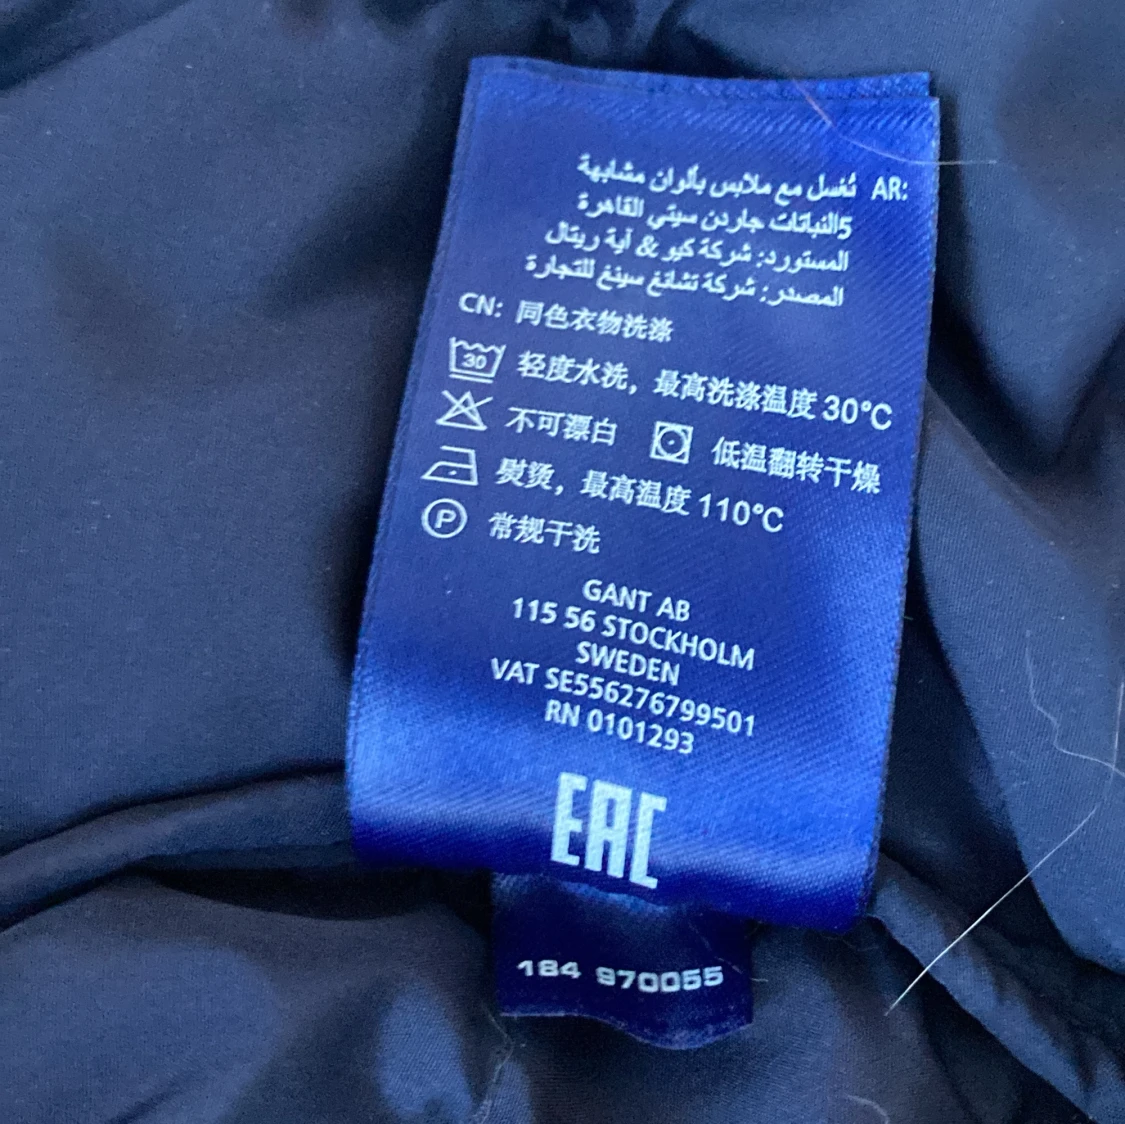 AR: تُغسل مع ملابس بألوان مشابهة
5النباتات جاردن سيتي القاهرة
المستورد: شركة كيو & آية ريتال
المصدر: شركة تشانغ سينغ للتجارة
CN: 同色衣物洗涤
30 轻度水洗，最高洗涤温度 30°C
不可漂白 低温翻转干燥
熨烫，最高温度 110°C
P 常规干洗
GANT AB
115 56 STOCKHOLM
SWEDEN
VAT SE556276799501
RN 0101293
EAC
184 970055